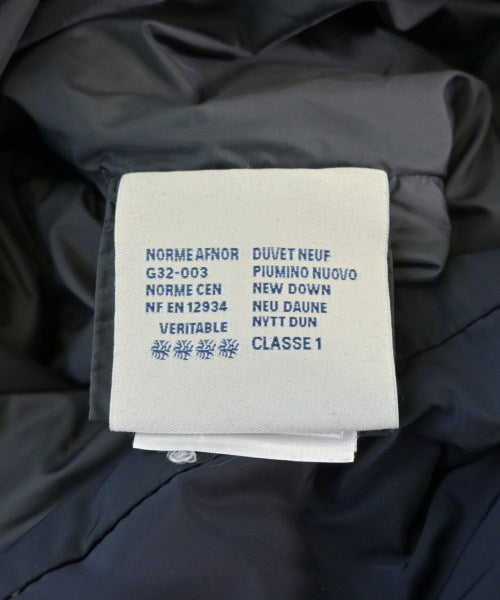 NORME AFNOR
G32-003
NORME CEN
NF EN 12934
VERITABLE
DUVET NEUF
PIUMINO NUOVO
NEW DOWN
NEU DAUNE
NYTT DUN
CLASSE 1